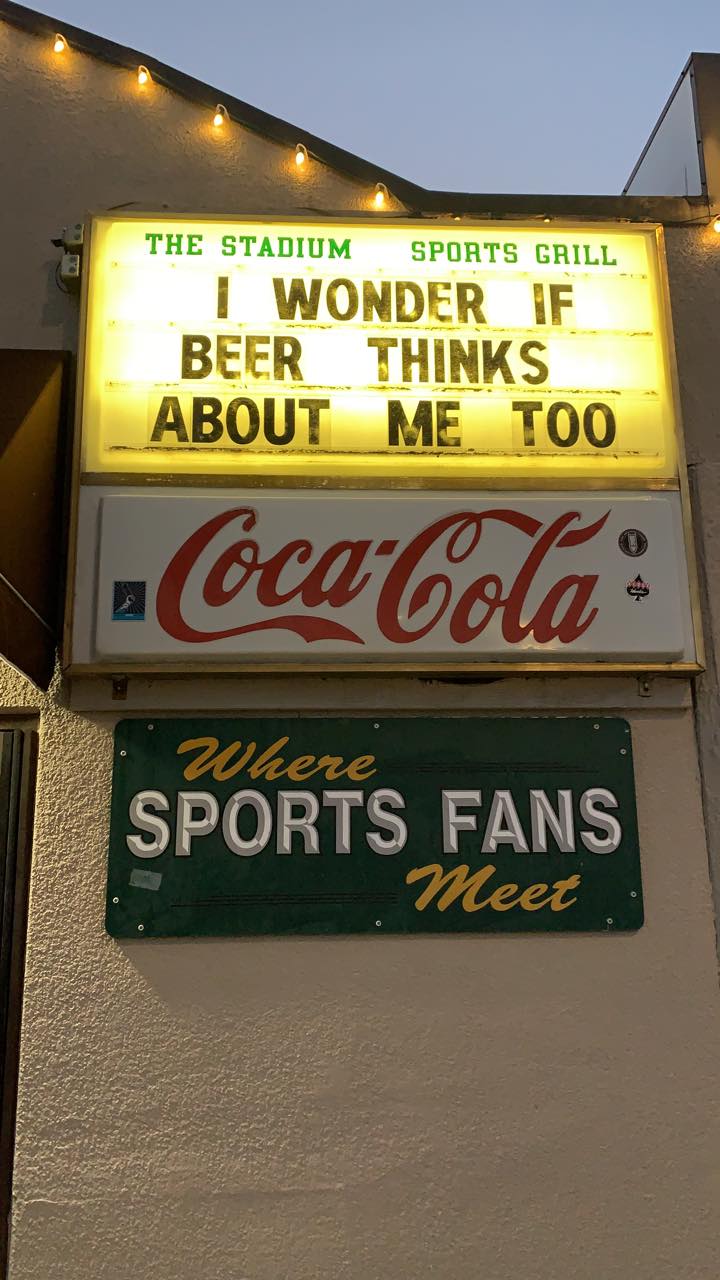 THE STADIUM SPORTS GRILL
I WONDER IF
BEER THINKS
ABOUT ME TOO
Coca-Cola
Where
SPORTS FANS
Meet